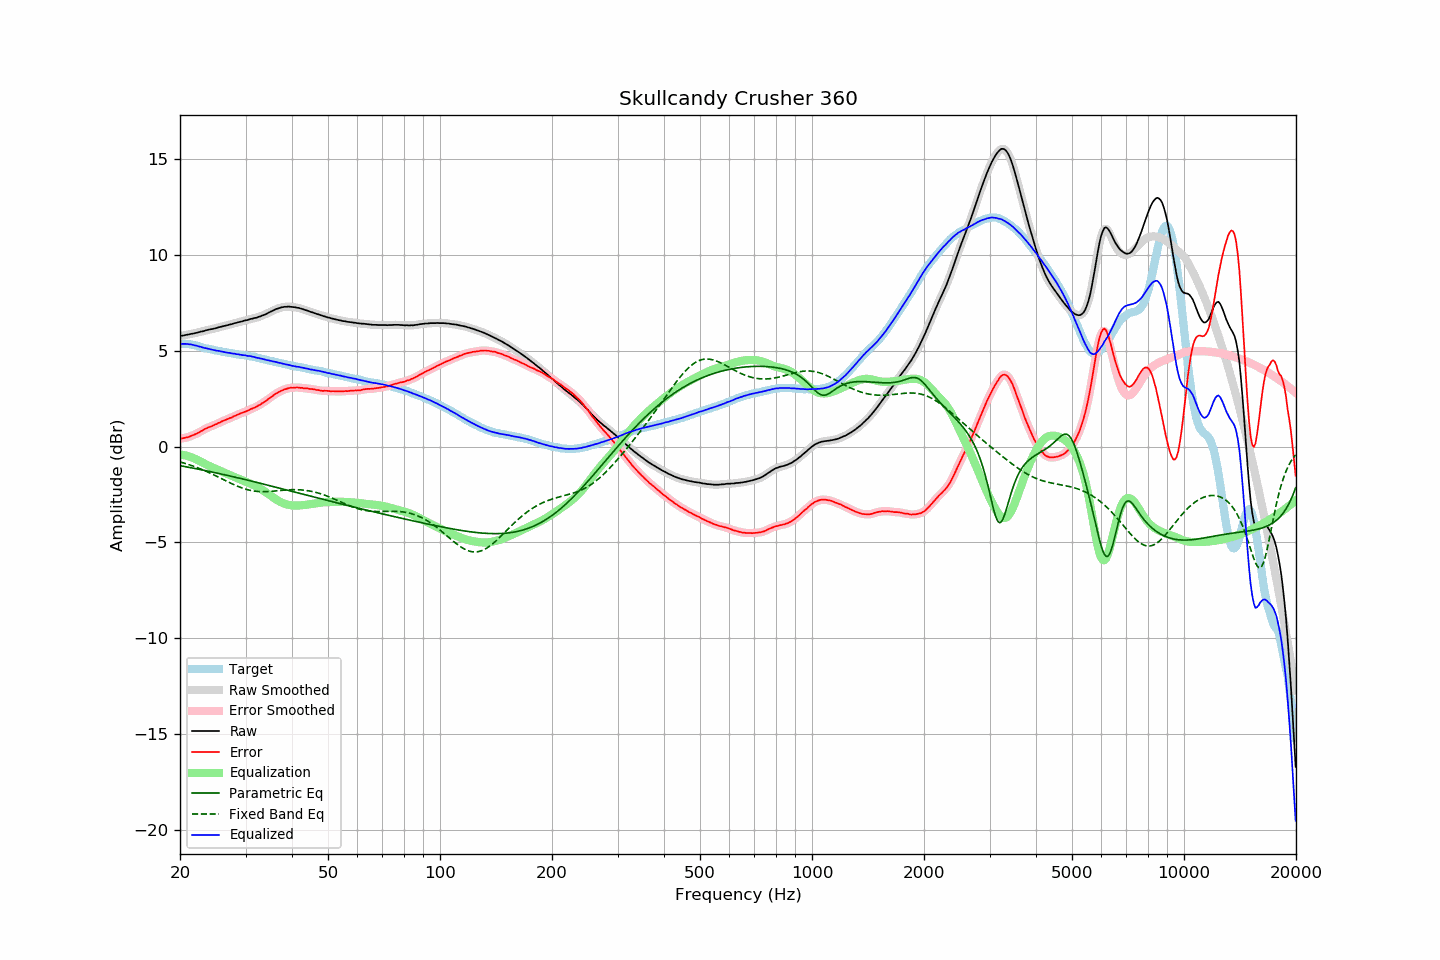 Skullcandy Crusher 360
Amplitude (dBr)
15
10
5
0
−5
−10
−15
−20
Target
Raw Smoothed
Error Smoothed
Raw
Error
Equalization
Parametric Eq
Fixed Band Eq
Equalized
20 50 100 200 500 1000 2000 5000 10000 20000
Frequency (Hz)